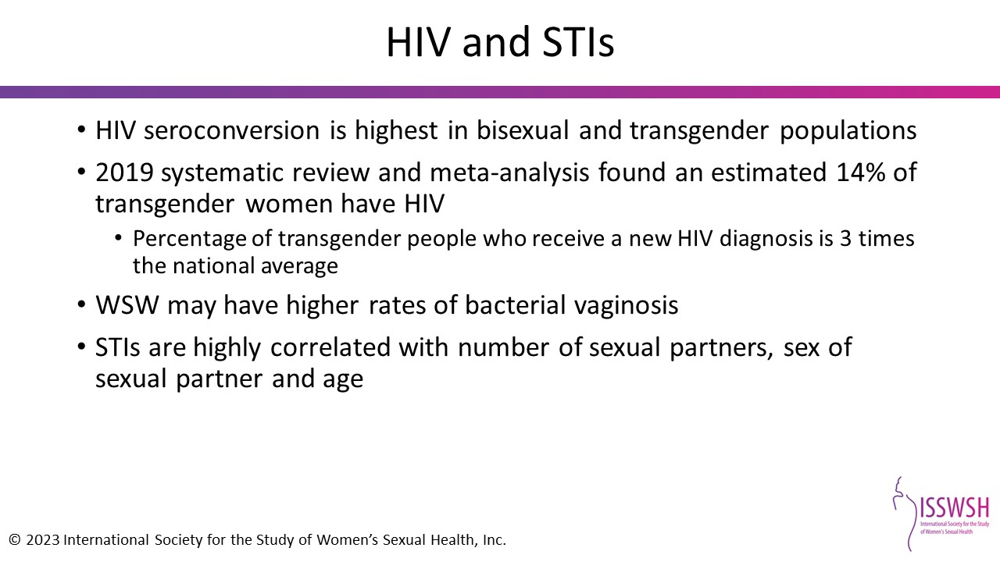 HIV and STIs
• HIV seroconversion is highest in bisexual and transgender populations
• 2019 systematic review and meta-analysis found an estimated 14% of
transgender women have HIV
• Percentage of transgender people who receive a new HIV diagnosis is 3 times
the national average
• WSW may have higher rates of bacterial vaginosis
• STIs are highly correlated with number of sexual partners, sex of
sexual partner and age
ISSWSH
International Society for the Study
of Women's Sexual Health
© 2023 International Society for the Study of Women’s Sexual Health, Inc.